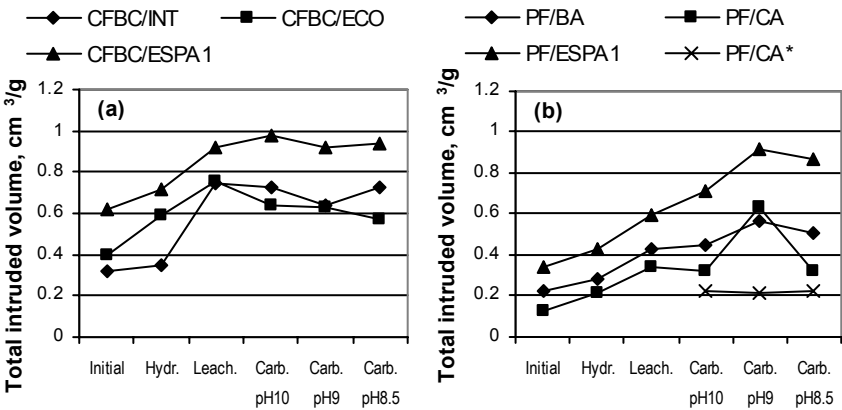 CFBC/INT CFBC/ECO
CFBC/ESPA1
Total intruded volume, cm ³/g
(a)
1.2
1
0.8
0.6
0.4
0.2
0
Initial Hydr. Leach. Carb. Carb. Carb.
pH10 pH9 pH8.5
PF/BA PF/CA
PF/ESPA1 PF/CA*
Total intruded volume, cm ³/g
(b)
1.2
1
0.8
0.6
0.4
0.2
0
Initial Hydr. Leach. Carb. Carb. Carb.
pH10 pH9 pH8.5